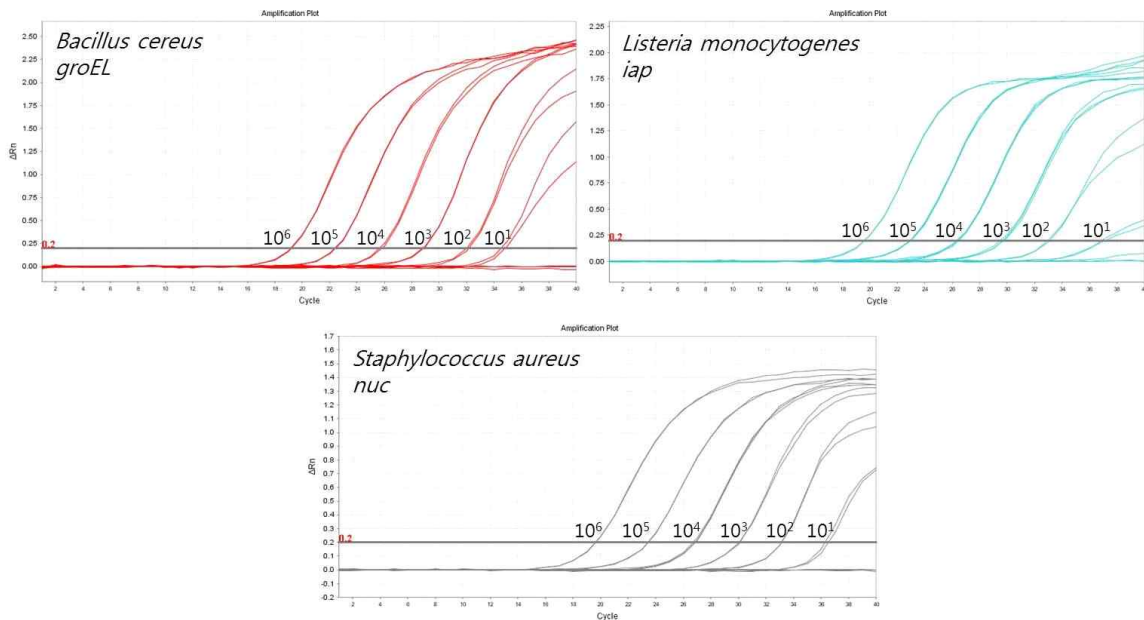 Amplification Plot
Bacillus cereus
groEL
2.50
2.25
2.00
1.75
1.50
1.25
1.00
0.75
0.50
0.25
0.00
ΔRn
0.2
10⁶ 10⁵ 10⁴ 10³ 10² 10¹
2 4 6 8 10 12 14 16 18 20 22 24 26 28 30 32 34 36 38 40
Cycle
Amplification Plot
Listeria monocytogenes
iap
2.25
2.00
1.75
1.50
1.25
1.00
0.75
0.50
0.25
0.00
ΔRn
0.2
10⁶ 10⁵ 10⁴ 10³ 10² 10¹
2 4 6 8 10 12 14 16 18 20 22 24 26 28 30 32 34 36 38 4
Cycle
Amplification Plot
Staphylococcus aureus
nuc
1.7
1.6
1.5
1.4
1.3
1.2
1.1
1.0
0.9
0.8
0.7
0.6
0.5
0.4
0.3
0.2
0.1
0.0
-0.1
-0.2
ΔRn
0.2
10⁶ 10⁵ 10⁴ 10³ 10² 10¹
2 4 6 8 10 12 14 16 18 20 22 24 26 28 30 32 34 36 38 40
Cycle